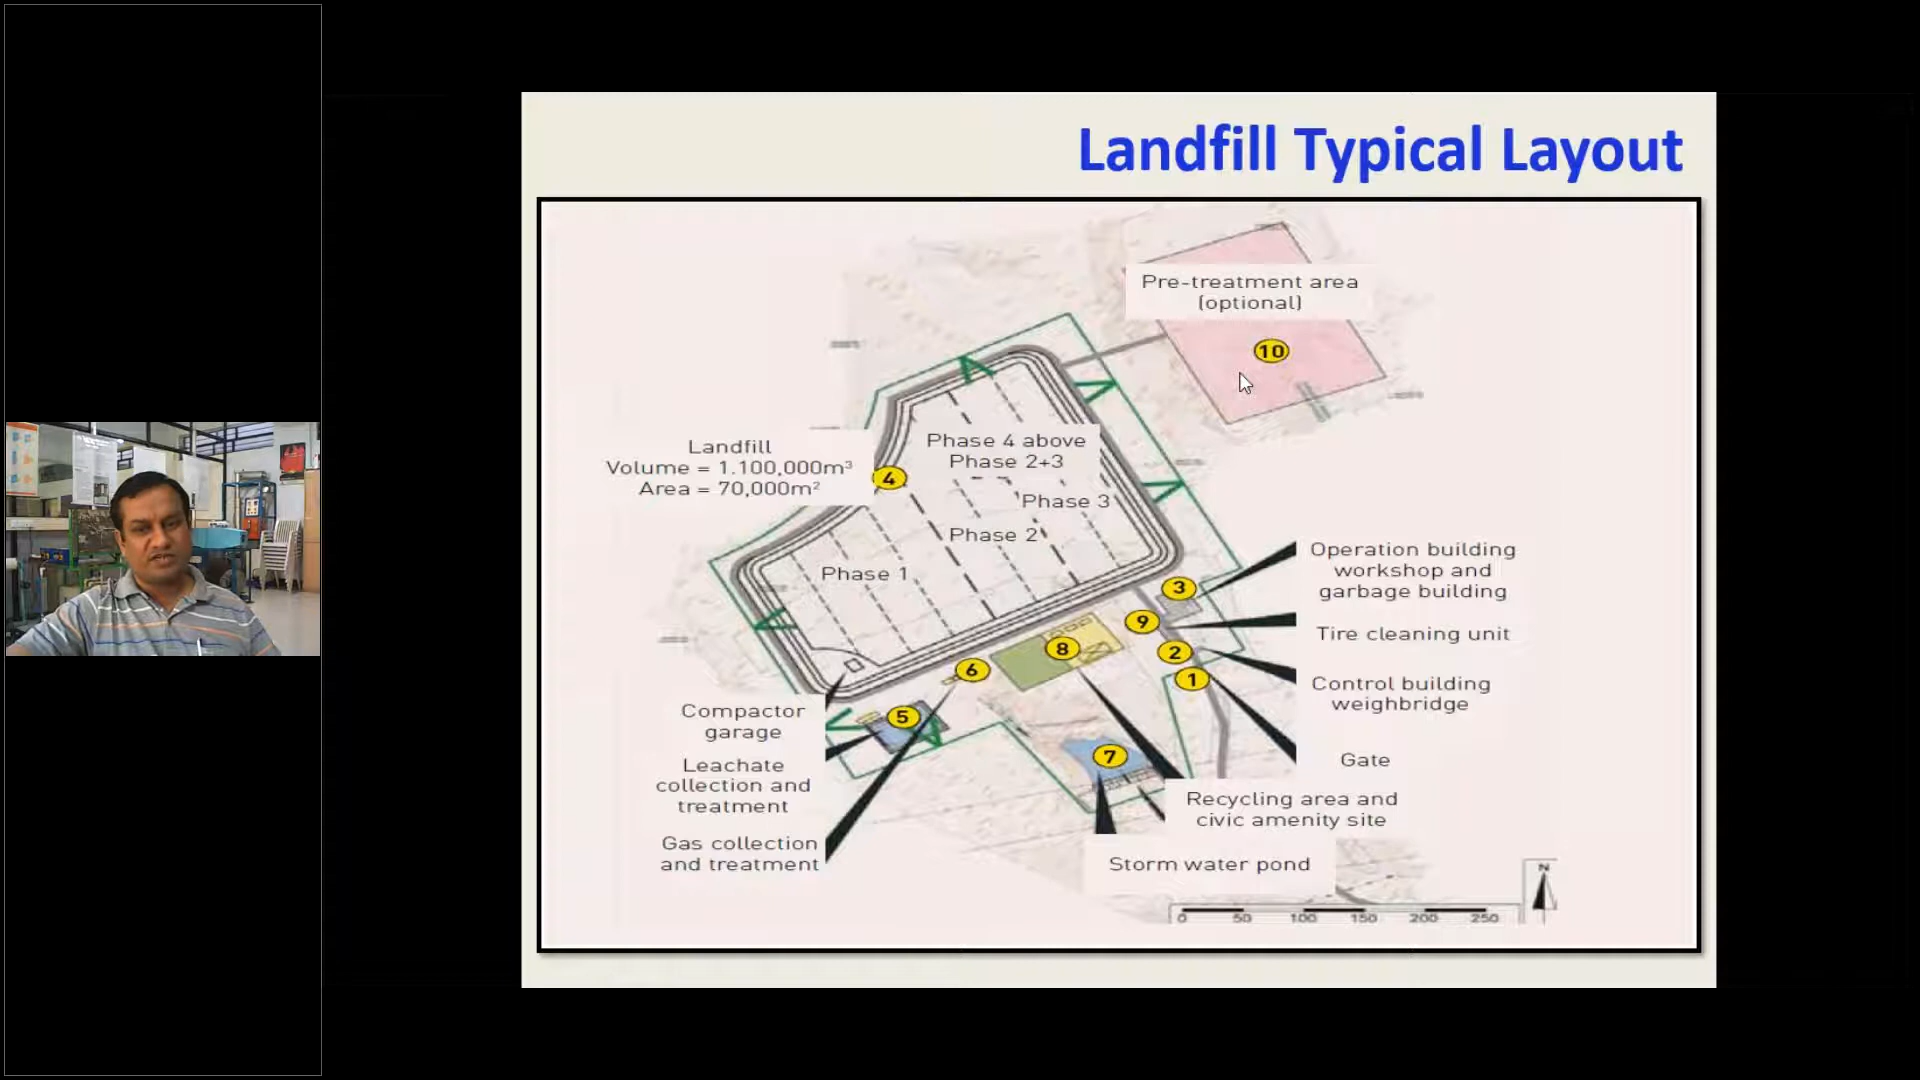 Landfill Typical Layout
Pre-treatment area
(optional)
10
Landfill
Volume = 1.100,000m³
Area = 70,000m²
4
Phase 4 above
Phase 2+3
Phase 3
Phase 2
Phase 1
3
9
2
1
8
6
5
7
Operation building
workshop and
garbage building
Tire cleaning unit
Control building
weighbridge
Gate
Compactor
garage
Leachate
collection and
treatment
Gas collection
and treatment
Recycling area and
civic amenity site
Storm water pond
N
0 50 100 150 200 250